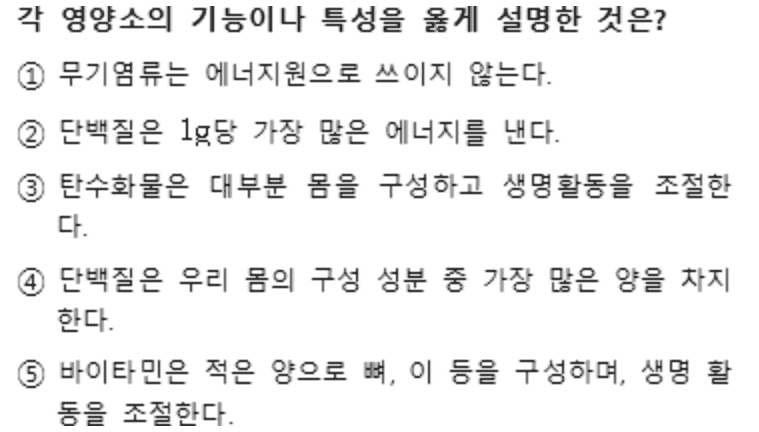 각 영양소의 기능이나 특성을 옳게 설명한 것은?
① 무기염류는 에너지원으로 쓰이지 않는다.
② 단백질은 1g당 가장 많은 에너지를 낸다.
③ 탄수화물은 대부분 몸을 구성하고 생명활동을 조절한
다.
④ 단백질은 우리 몸의 구성 성분 중 가장 많은 양을 차지
한다.
⑤ 바이타민은 적은 양으로 뼈, 이 등을 구성하며, 생명 활
동을 조절한다.